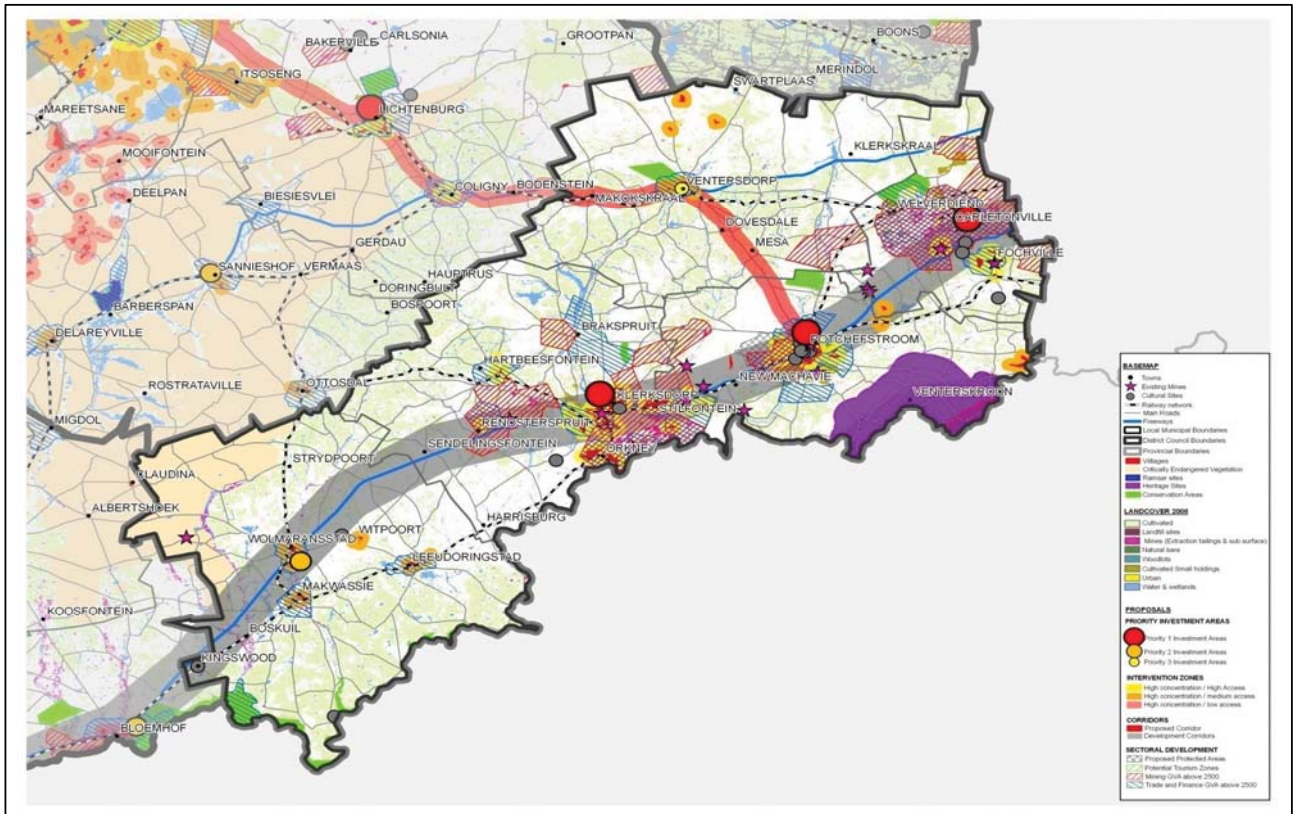 CARLSONIA
BAKERVILLE
GROOTPAN
BOONS
ITSOSENG
MERINDOL
SWARTPLAAS
MAREETSANE
LICHTENBURG
MOOIFONTEIN
KLERKSKRAAL
DEELPAN
BIESIESVLEI
COLIGNY
BODENSTEIN
VENTERSDORP
MAKOKSKRAAL
WELVERDIEND
CARLETONVILLE
DOVESDALE
MESA
GERDAU
FOCHVILLE
SANNIESHOF
VERMAAS
HAUPTRUS
DORINGBULT
BOSPOORT
BARBERSPAN
BRAKSPRUIT
DELAREYVILLE
POTCHEFSTROOM
HARTBEESFONTEIN
ROSTRATAVILLE
OTTOSDAL
NEW MACHAVIE
KLERKSDORP
VENTERSKROON
STILFONTEIN
MIGDOL
RENOSTERSPRUIT
SENDELINGSFONTEIN
ORKNEY
STRYDPOORT
CLAUDINA
ALBERTSHOEK
HARRISBURG
WITPOORT
WOLMARANSSTAD
LEEUDORINGSTAD
MAKWASSIE
KOOSFONTEIN
BOSKUIL
KINGSWOOD
BLOEMHOF
BASEMAP
Towns
Existing Mines
Cultural Sites
Railway network
Main Roads
Freeways
Local Municipal Boundaries
District Council Boundaries
Provincial Boundaries
Villages
Critically Endangered Vegetation
Ramsar sites
Heritage Sites
Conservation Areas
LANDCOVER 2006
Cultivated
Landfill sites
Mines (Extraction tailings & sub surface)
Natural bare
Woodlots
Cultivated Small holdings
Urban
Water & wetlands
PROPOSALS
PRIORITY INVESTMENT AREAS
Priority 1 Investment Areas
Priority 2 Investment Areas
Priority 3 Investment Areas
INTERVENTION ZONES
High concentration / High Access
High concentration / medium access
High concentration / low access
CORRIDORS
Proposed Corridor
Development Corridors
SECTORAL DEVELOPMENT
Proposed Protected Areas
Potential Tourism Zones
Mining GVA above 2500
Trade and Finance GVA above 2500